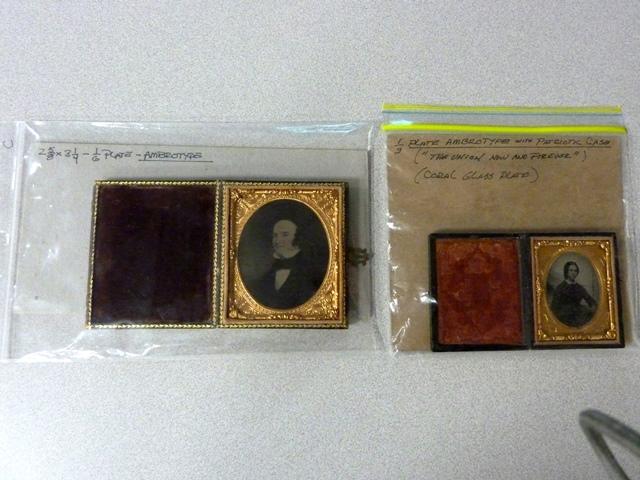 2 5/8 x 3 1/4 - 1/6 PLATE - AMBROTYPE
1/9 PLATE AMBROTYPE WITH PATRIOTIC CASE
("THE UNION NOW AND FOREVER")
(CORAL GLASS PLATE)